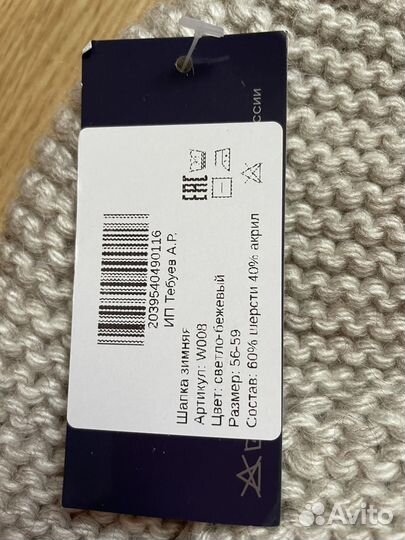 2039540490116
ИП Тебуев А.Р.
EAC
Шапка зимняя
Артикул: W008
Цвет: светло-бежевый
Размер: 56-59
Состав: 60% шерсти 40% акрил
ссии
Avito